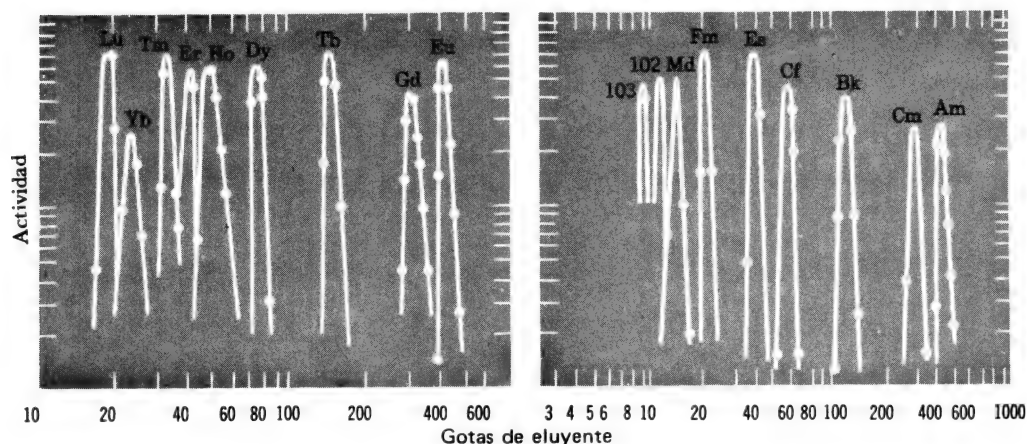 Lu Tm Er Ho Dy Tb Gd Eu
Yb
103 102 Md Fm Es Cf Bk Cm Am
Actividad
10 20 40 60 80 100 200 400 600
3 4 5 6 8 10 20 40 60 80 100 200 400 600 1000
Gotas de eluyente